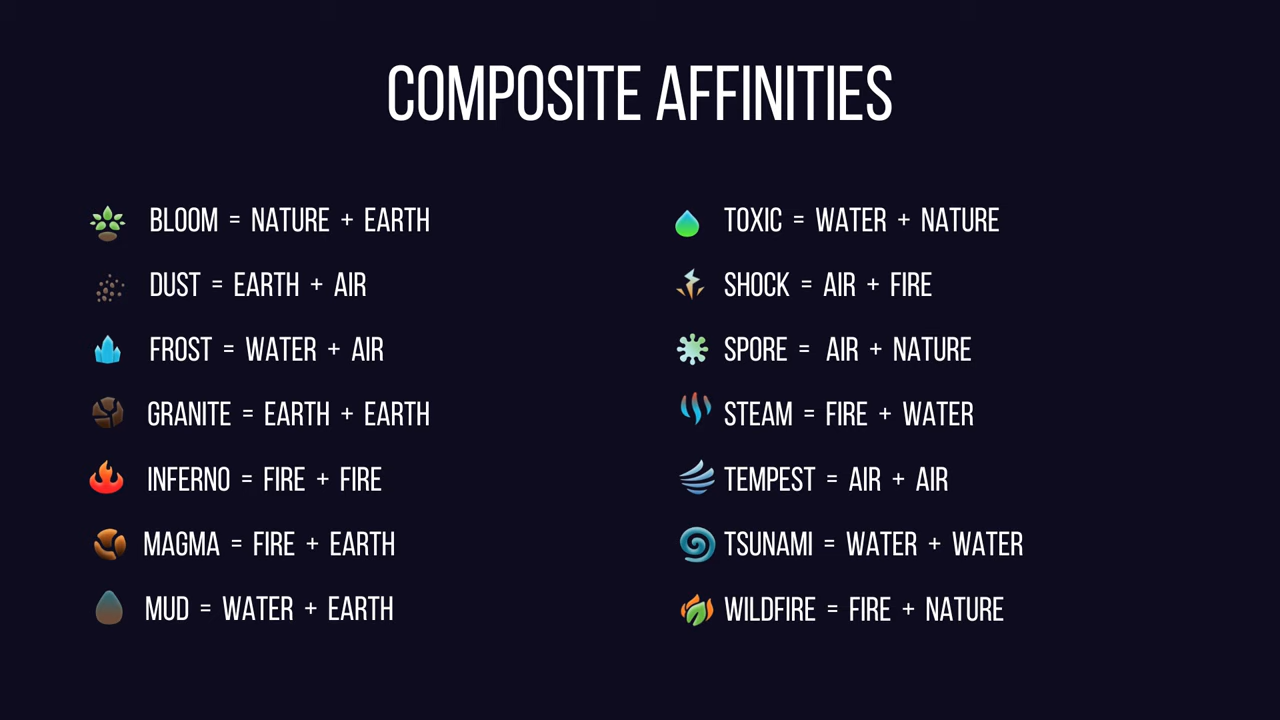 COMPOSITE AFFINITIES
BLOOM = NATURE + EARTH
DUST = EARTH + AIR
FROST = WATER + AIR
GRANITE = EARTH + EARTH
INFERNO = FIRE + FIRE
MAGMA = FIRE + EARTH
MUD = WATER + EARTH
TOXIC = WATER + NATURE
SHOCK = AIR + FIRE
SPORE = AIR + NATURE
STEAM = FIRE + WATER
TEMPEST = AIR + AIR
TSUNAMI = WATER + WATER
WILDFIRE = FIRE + NATURE